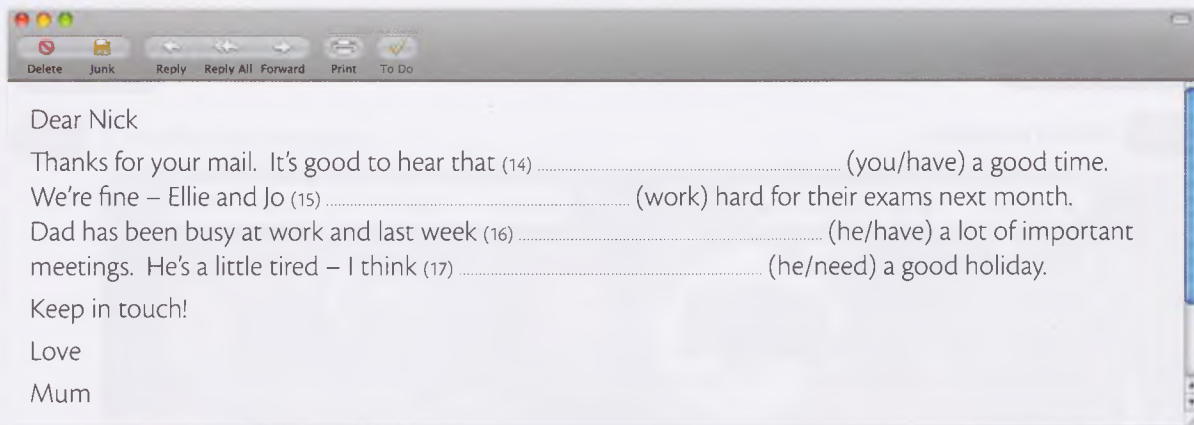 Delete Junk Reply Reply All Forward Print To Do
Dear Nick
Thanks for your mail. It's good to hear that (14) ........................ (you/have) a good time.
We're fine – Ellie and Jo (15) ........................ (work) hard for their exams next month.
Dad has been busy at work and last week (16) ........................ (he/have) a lot of important
meetings. He's a little tired – I think (17) ........................ (he/need) a good holiday.
Keep in touch!
Love
Mum